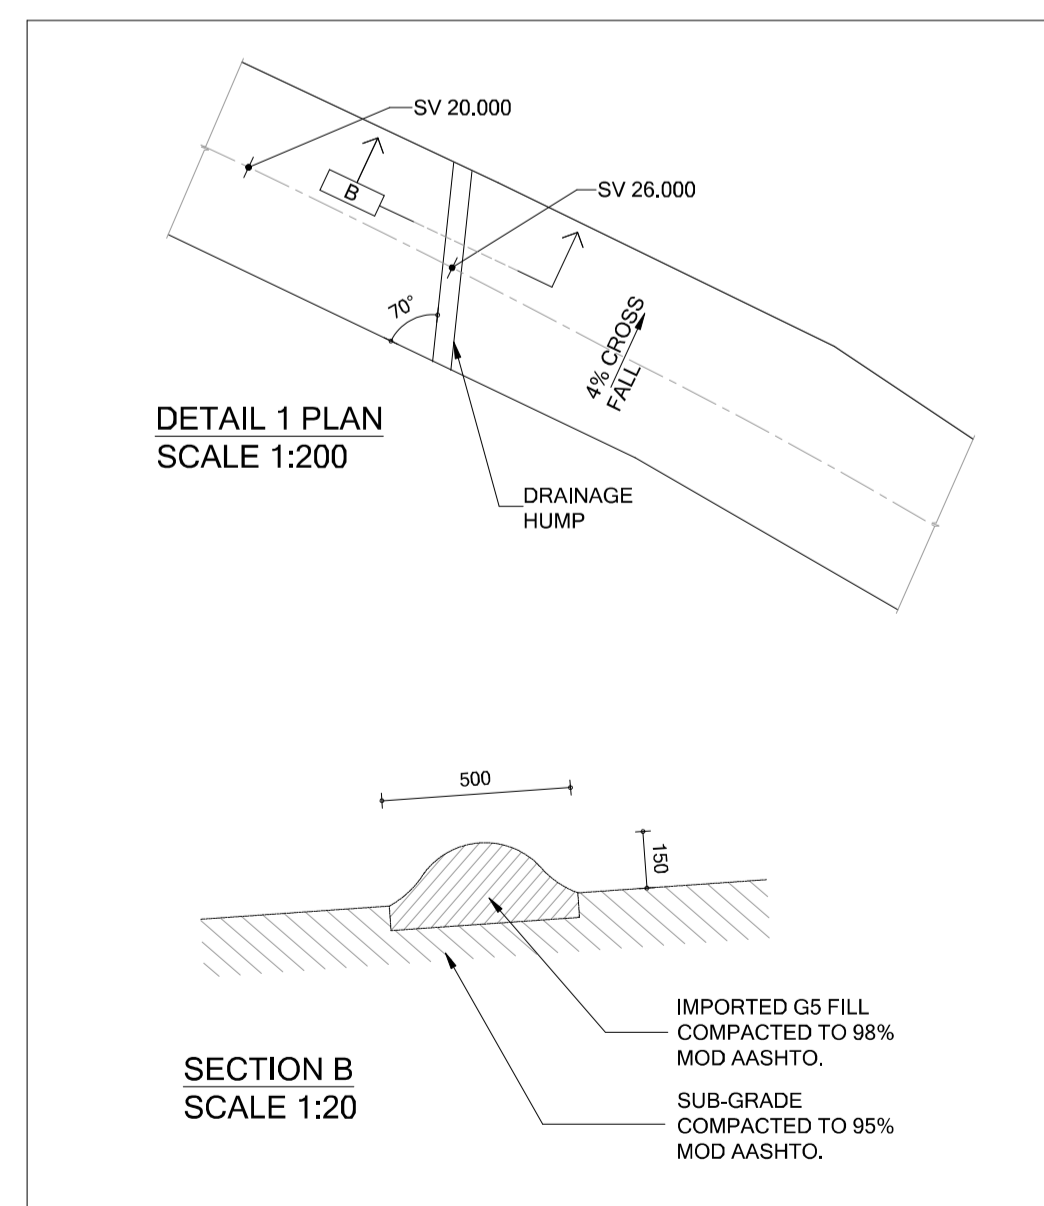 SV 20.000
B
SV 26.000
70°
4% CROSS
FALL
DETAIL 1 PLAN
SCALE 1:200
DRAINAGE
HUMP
500
150
IMPORTED G5 FILL
COMPACTED TO 98%
MOD AASHTO.
SECTION B
SCALE 1:20
SUB-GRADE
COMPACTED TO 95%
MOD AASHTO.